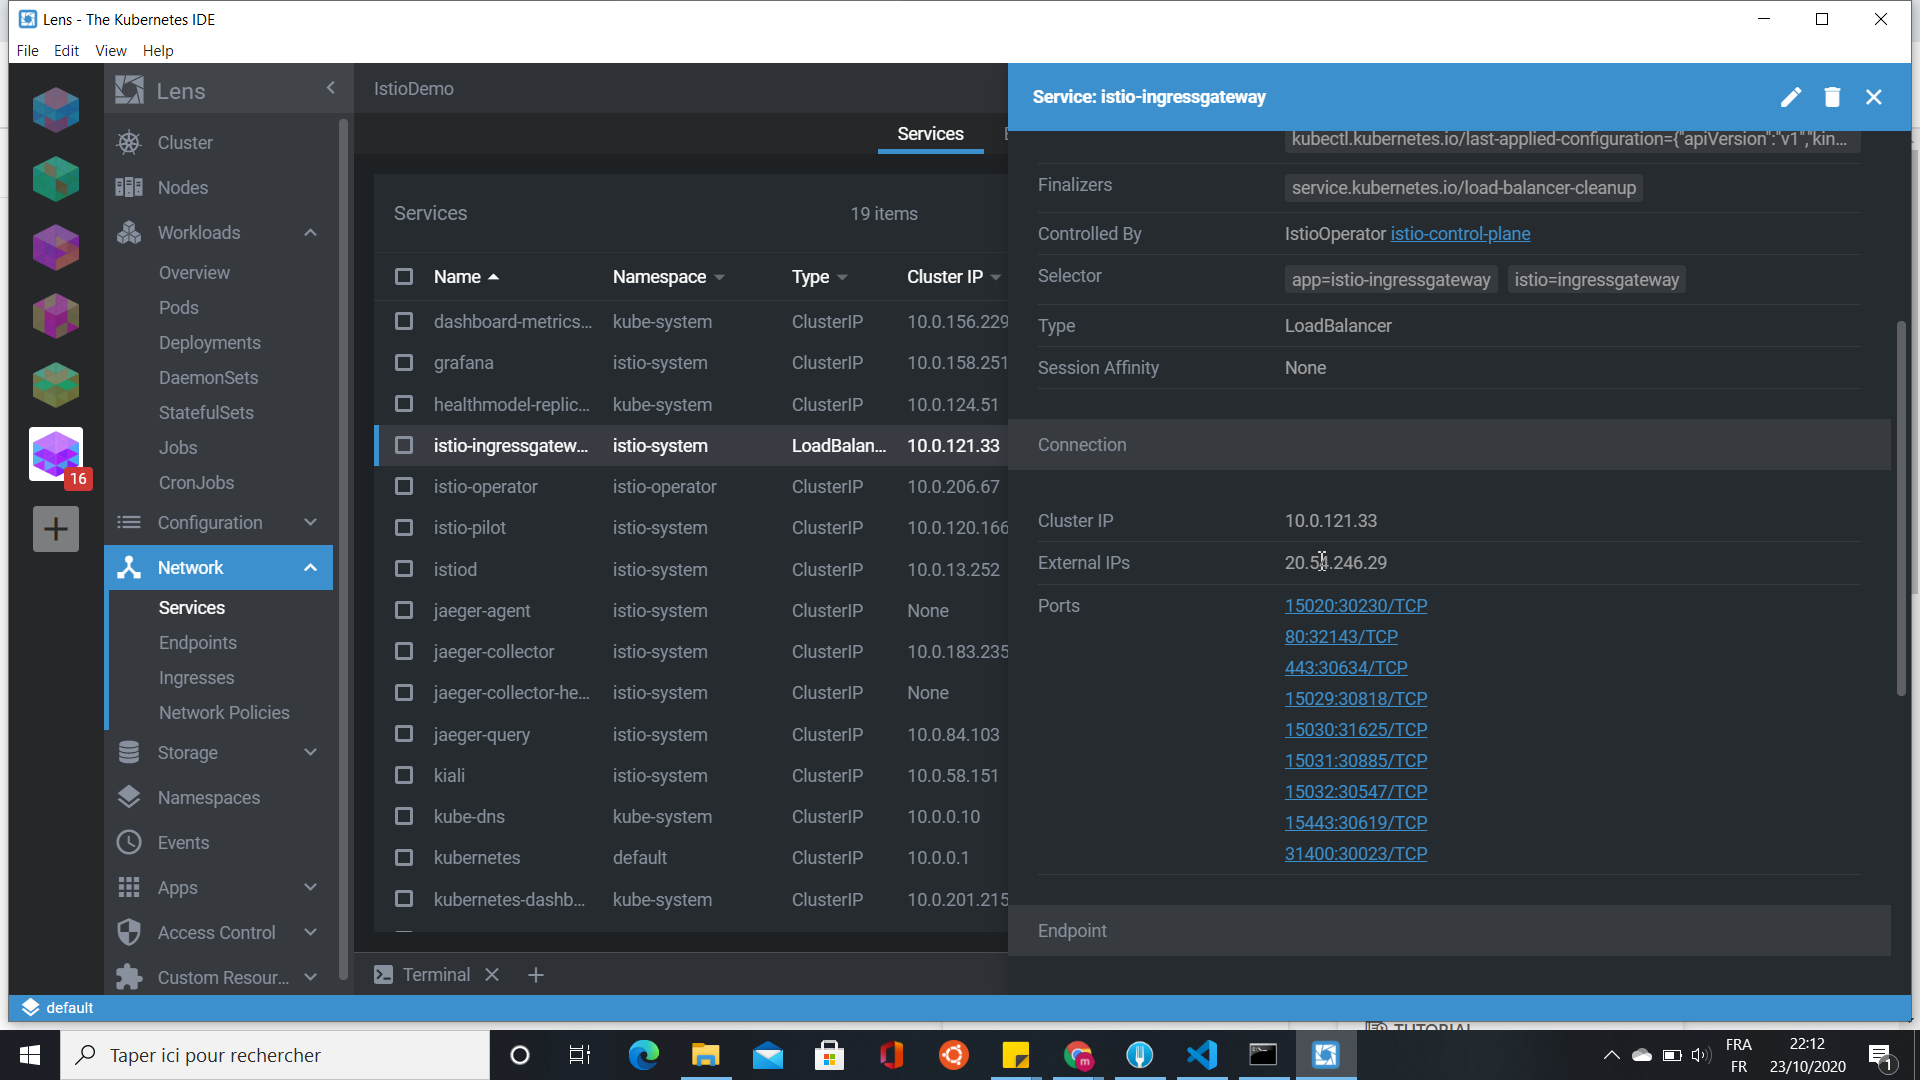 Lens - The Kubernetes IDE
File Edit View Help
Lens
Cluster
Nodes
Workloads
Overview
Pods
Deployments
DaemonSets
StatefulSets
Jobs
CronJobs
Configuration
Network
Services
Endpoints
Ingresses
Network Policies
Storage
Namespaces
Events
Apps
Access Control
Custom Resour...
16
IstioDemo
Services
Services 19 items
Name Namespace Type Cluster IP
dashboard-metrics... kube-system ClusterIP 10.0.156.229
grafana istio-system ClusterIP 10.0.158.251
healthmodel-replic... kube-system ClusterIP 10.0.124.51
istio-ingressgatew... istio-system LoadBalan... 10.0.121.33
istio-operator istio-operator ClusterIP 10.0.206.67
istio-pilot istio-system ClusterIP 10.0.120.166
istiod istio-system ClusterIP 10.0.13.252
jaeger-agent istio-system ClusterIP None
jaeger-collector istio-system ClusterIP 10.0.183.235
jaeger-collector-he... istio-system ClusterIP None
jaeger-query istio-system ClusterIP 10.0.84.103
kiali istio-system ClusterIP 10.0.58.151
kube-dns kube-system ClusterIP 10.0.0.10
kubernetes default ClusterIP 10.0.0.1
kubernetes-dashb... kube-system ClusterIP 10.0.201.215
Terminal
Service: istio-ingressgateway
kubectl.kubernetes.io/last-applied-configuration={"apiVersion":"v1","kin...
Finalizers service.kubernetes.io/load-balancer-cleanup
Controlled By IstioOperator istio-control-plane
Selector app=istio-ingressgateway istio=ingressgateway
Type LoadBalancer
Session Affinity None
Connection
Cluster IP 10.0.121.33
External IPs 20.54.246.29
Ports 15020:30230/TCP
80:32143/TCP
443:30634/TCP
15029:30818/TCP
15030:31625/TCP
15031:30885/TCP
15032:30547/TCP
15443:30619/TCP
31400:30023/TCP
Endpoint
default
TUTORIAL
Taper ici pour rechercher
FRA
FR
22:12
23/10/2020
1